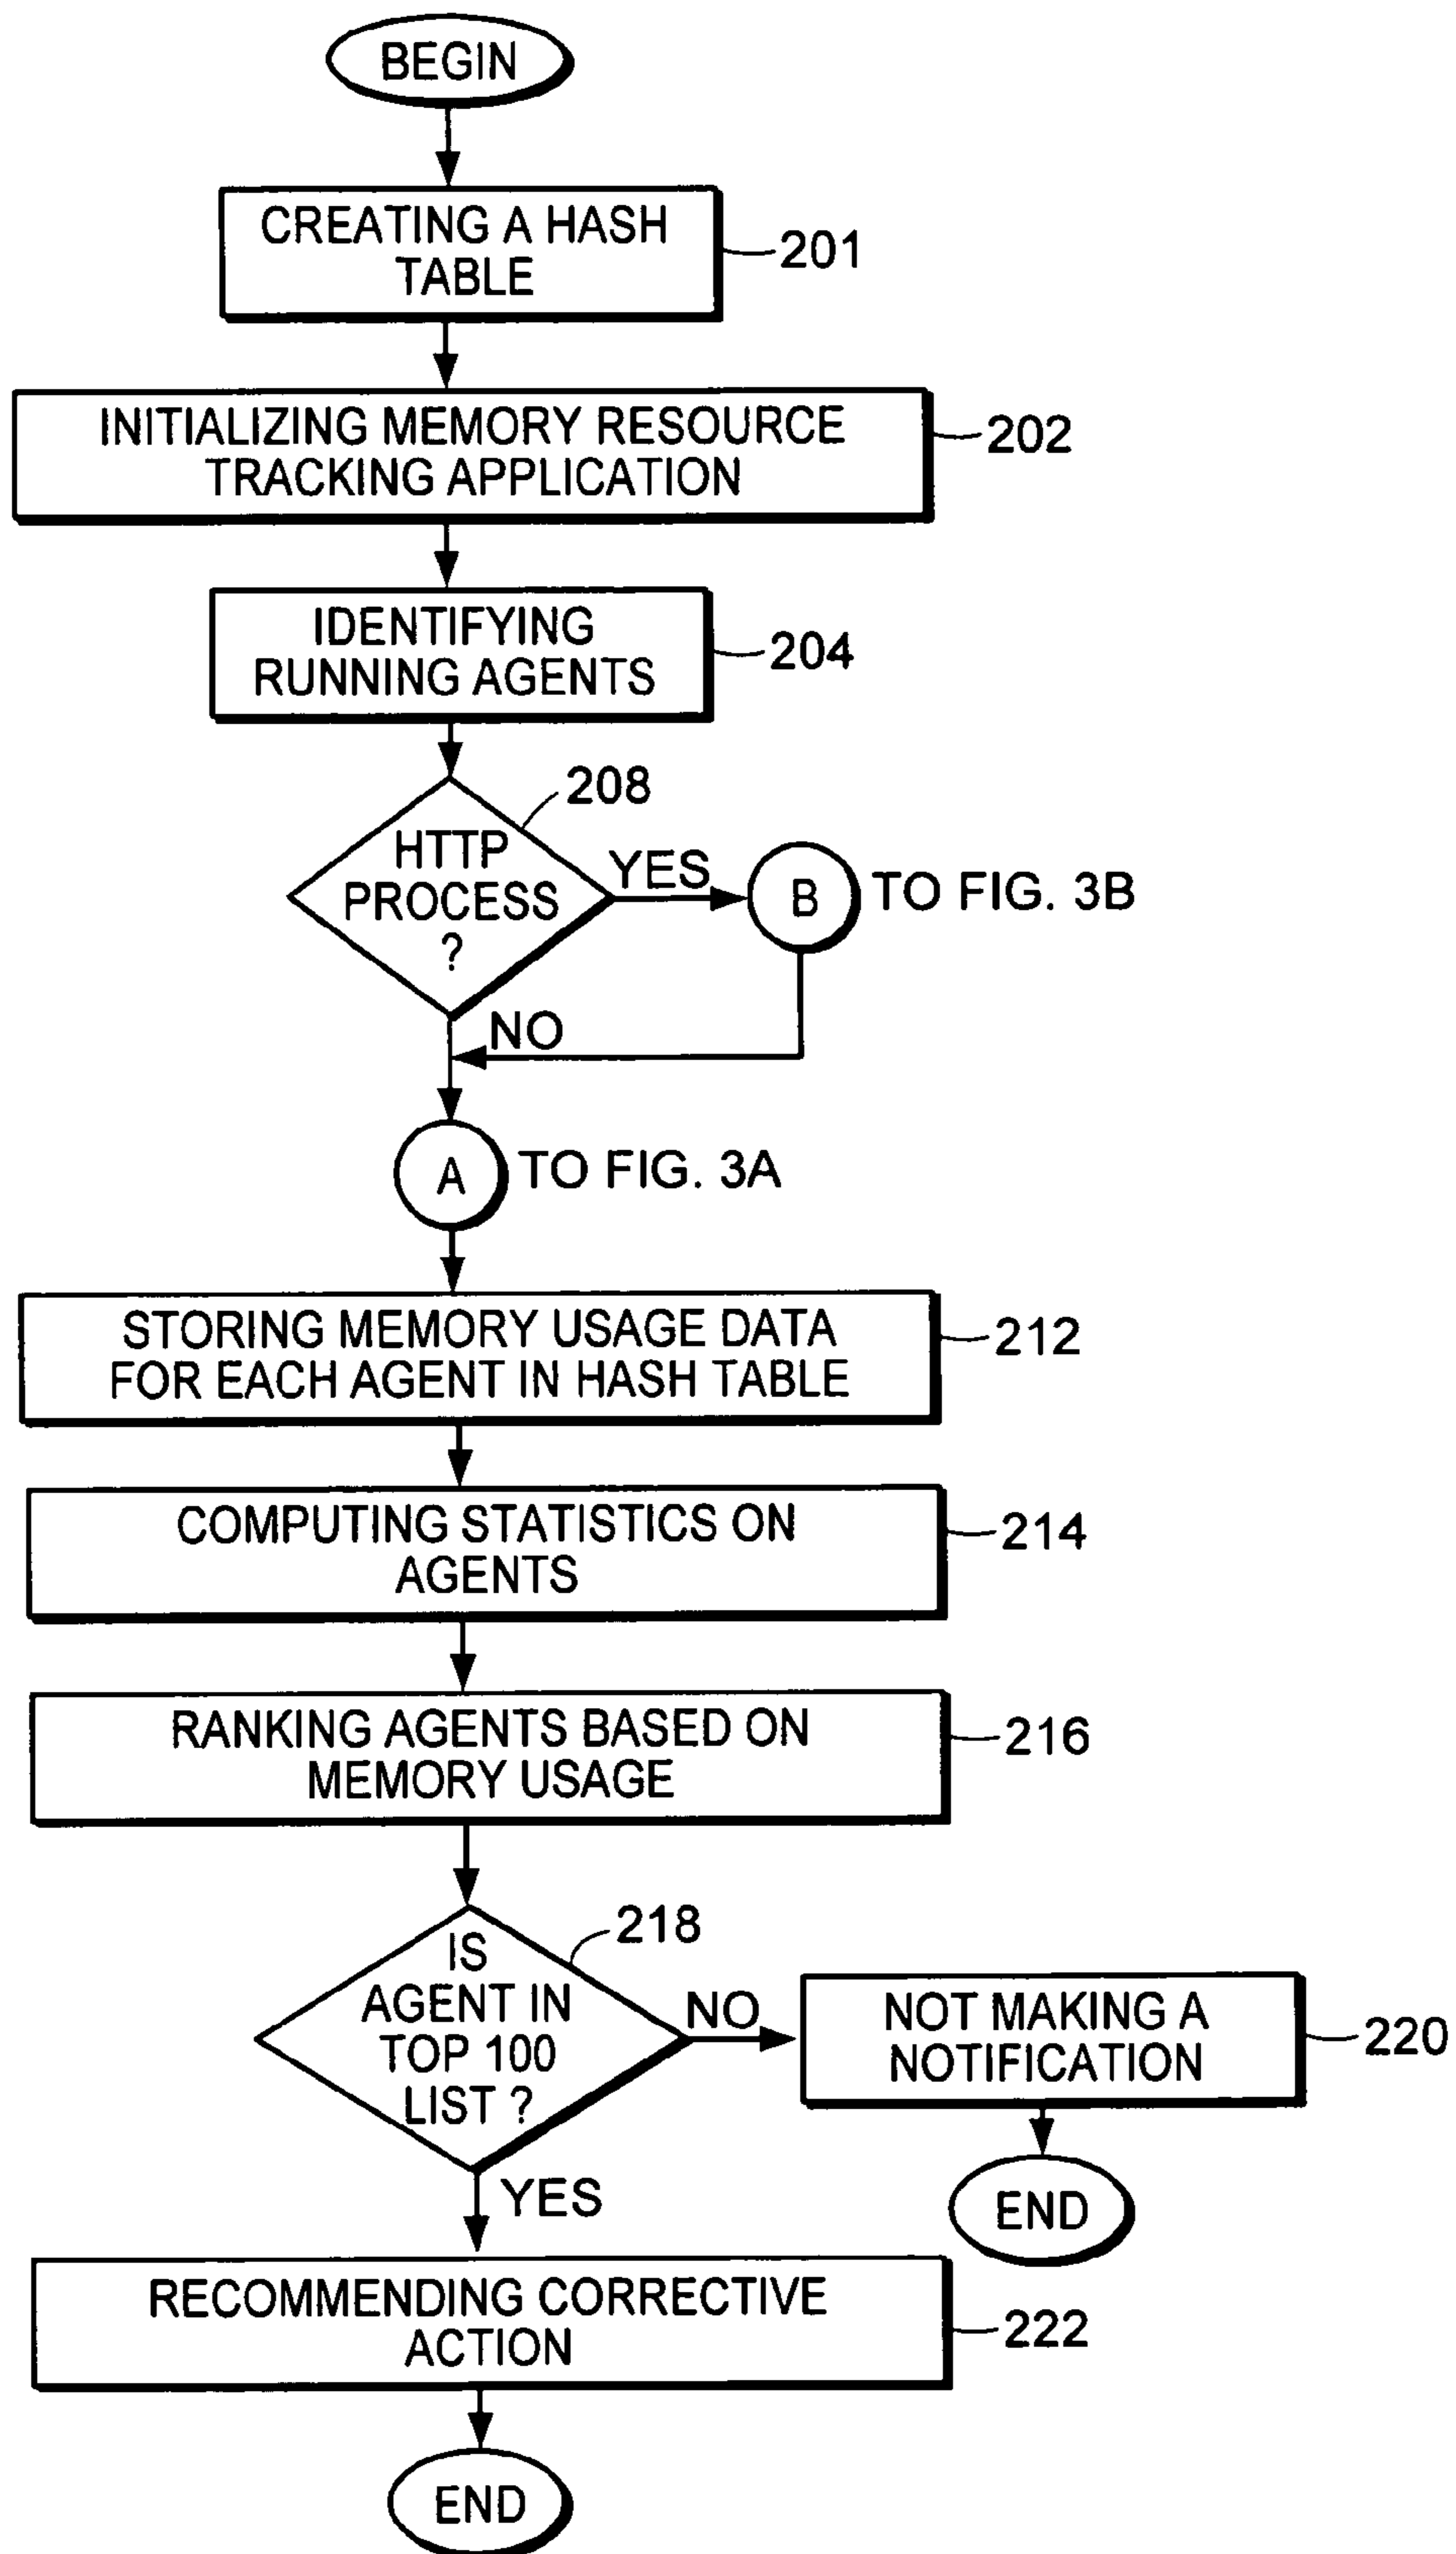 BEGIN
CREATING A HASH
TABLE
201
INITIALIZING MEMORY RESOURCE
TRACKING APPLICATION
202
IDENTIFYING
RUNNING AGENTS
204
208
HTTP
PROCESS
?
YES
B
TO FIG. 3B
NO
A
TO FIG. 3A
STORING MEMORY USAGE DATA
FOR EACH AGENT IN HASH TABLE
212
COMPUTING STATISTICS ON
AGENTS
214
RANKING AGENTS BASED ON
MEMORY USAGE
216
218
IS
AGENT IN
TOP 100
LIST ?
NO
NOT MAKING A
NOTIFICATION
220
END
YES
RECOMMENDING CORRECTIVE
ACTION
222
END